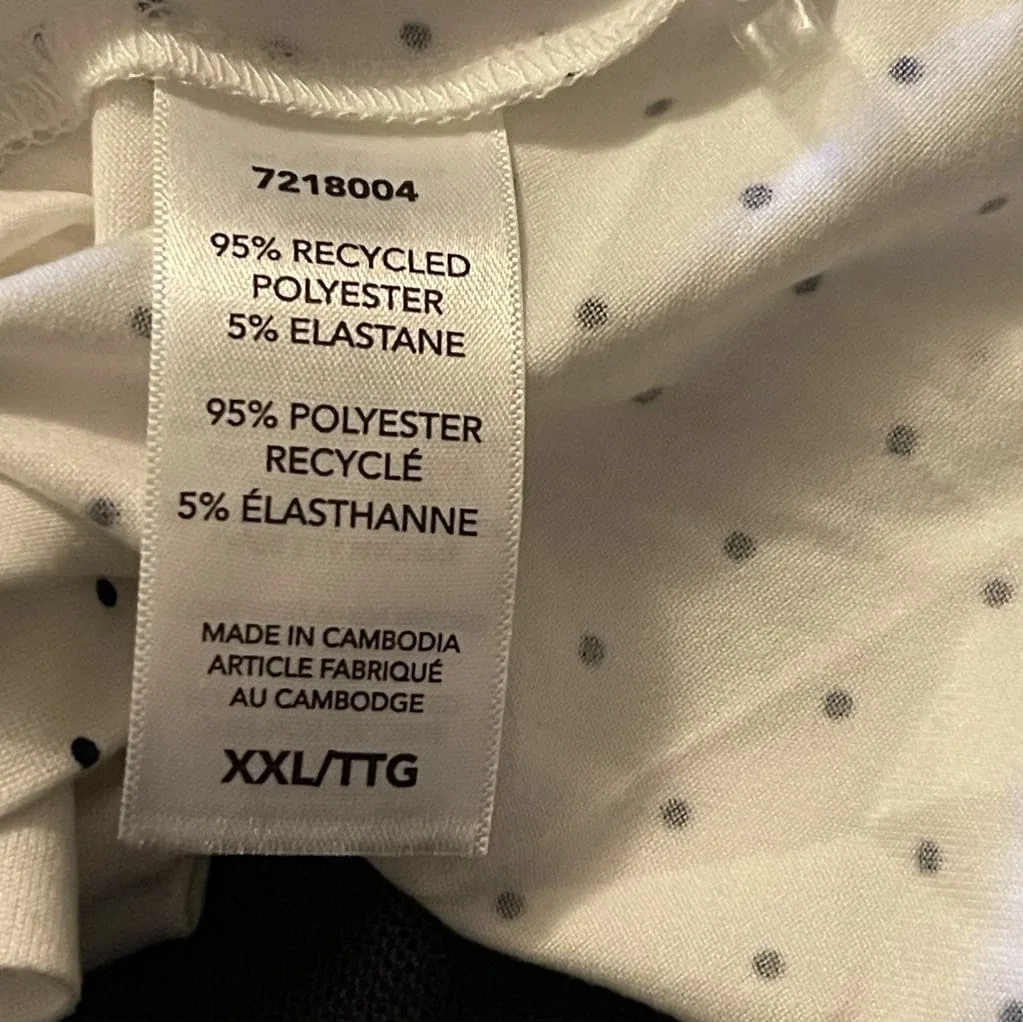 7218004
95% RECYCLED
POLYESTER
5% ELASTANE
95% POLYESTER
RECYCLÉ
5% ÉLASTHANNE
MADE IN CAMBODIA
ARTICLE FABRIQUÉ
AU CAMBODGE
XXL/TTG